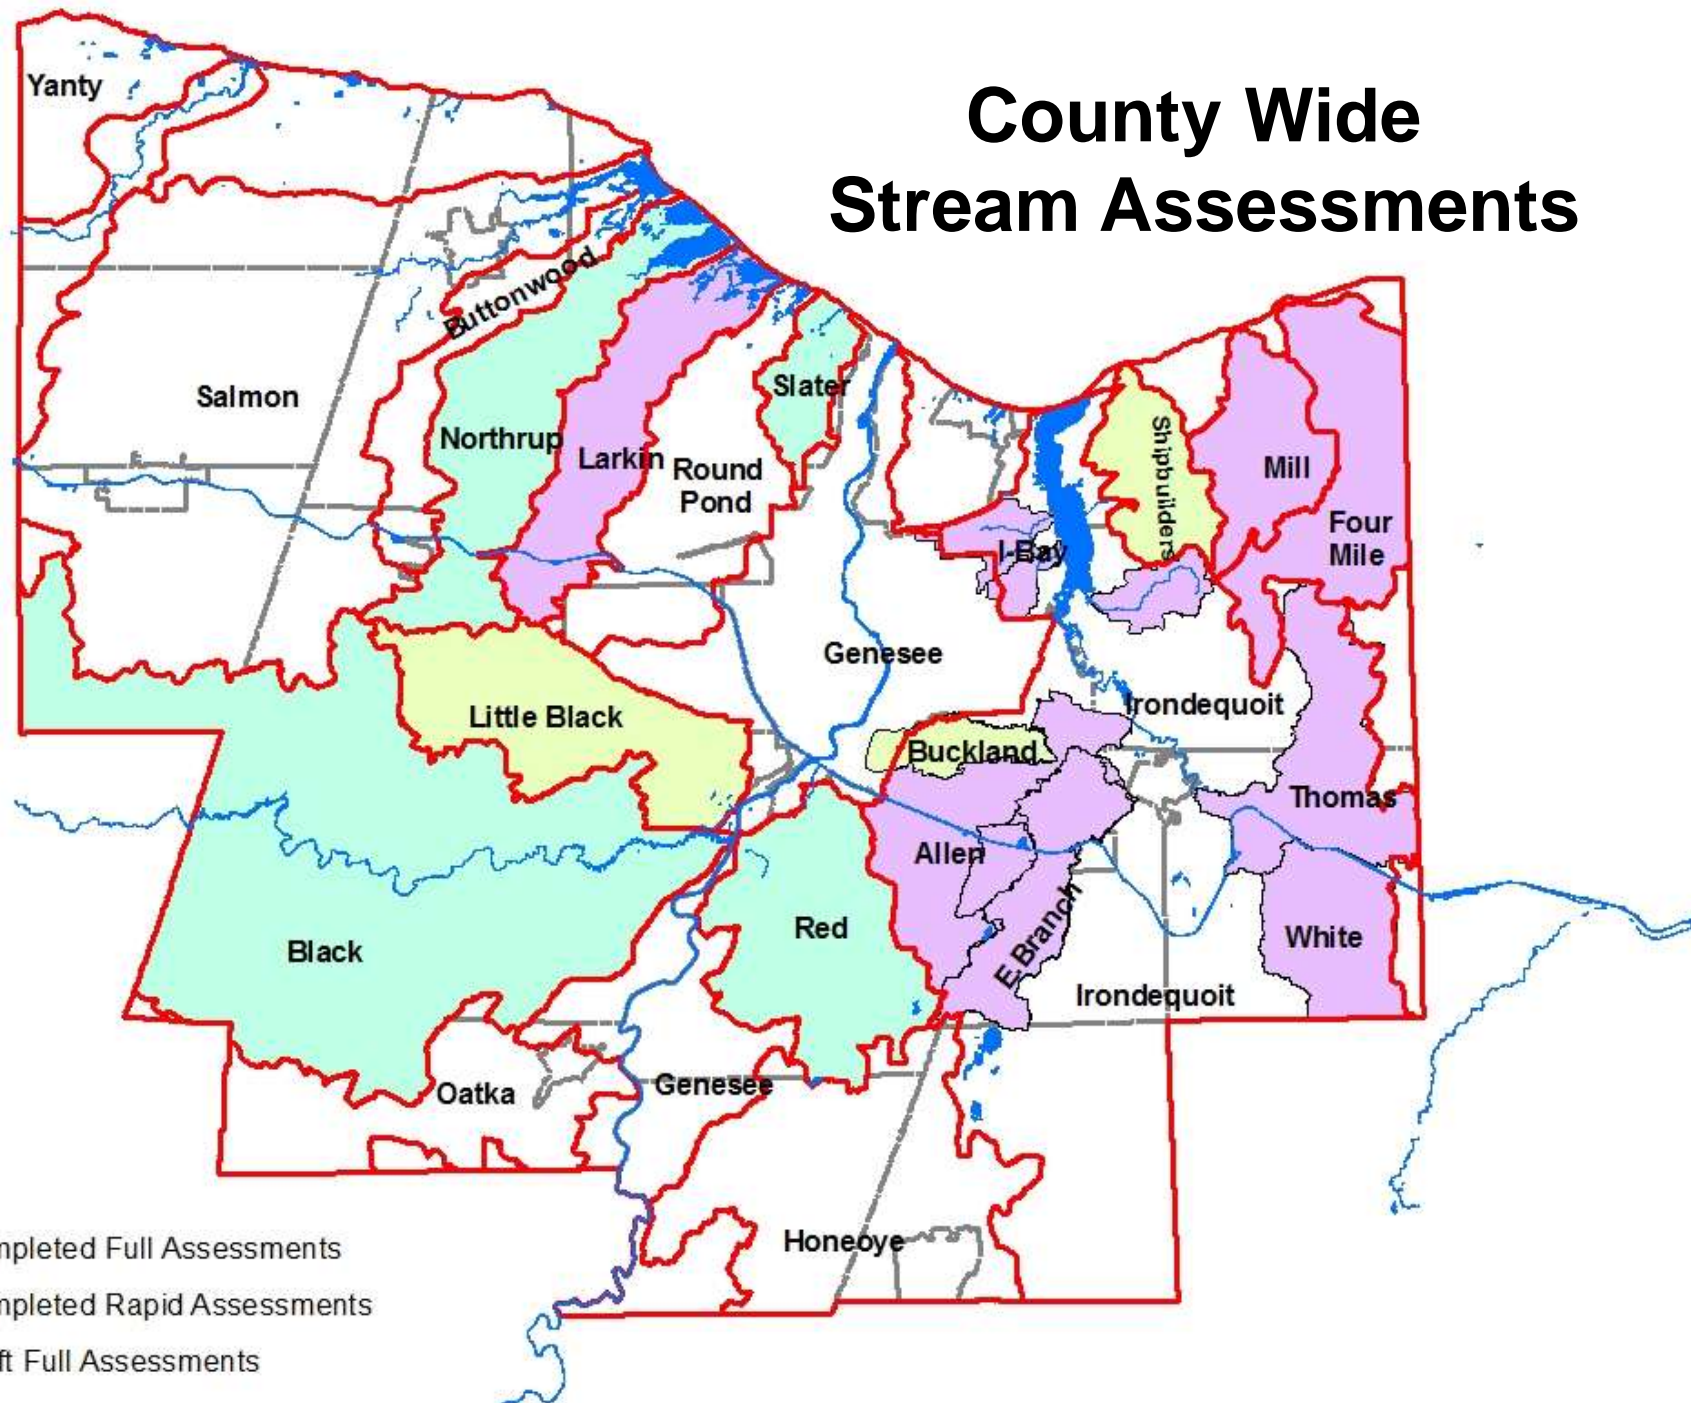 County Wide
Stream Assessments
Yanty
Buttonwood
Salmon
Slater
Northrup
Larkin
Round
Pond
Shipbuilders
Mill
Four
Mile
I-Bay
Genesee
Little Black
Irondequoit
Buckland
Thomas
Allen
Red
E.Branch
White
Black
Irondequoit
Oatka
Genesee
Honeoye
mpleted Full Assessments
mpleted Rapid Assessments
ft Full Assessments